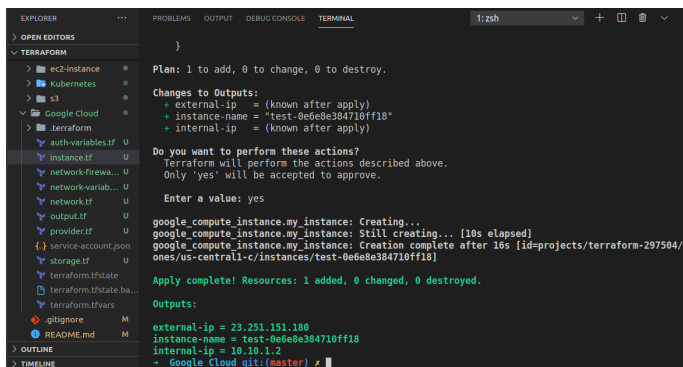 EXPLORER
...
PROBLEMS OUTPUT DEBUG CONSOLE TERMINAL
1: zsh
> OPEN EDITORS
TERRAFORM
> ec2-instance
> Kubernetes
> s3
Google Cloud
> .terraform
auth-variables.tf U
instance.tf U
network-firewa... U
network-variab... U
network.tf U
output.tf U
provider.tf U
{..} service-account.json
storage.tf U
terraform.tfstate
terraform.tfstate.ba...
terraform.tfvars
.gitignore M
README.md M
> OUTLINE
> TIMELINE
}
Plan: 1 to add, 0 to change, 0 to destroy.
Changes to Outputs:
+ external-ip = (known after apply)
+ instance-name = "test-0e6e8e384710ff18"
+ internal-ip = (known after apply)
Do you want to perform these actions?
Terraform will perform the actions described above.
Only 'yes' will be accepted to approve.
Enter a value: yes
google_compute_instance.my_instance: Creating...
google_compute_instance.my_instance: Still creating... [10s elapsed]
google_compute_instance.my_instance: Creation complete after 16s [id=projects/terraform-297504/
ones/us-central1-c/instances/test-0e6e8e384710ff18]
Apply complete! Resources: 1 added, 0 changed, 0 destroyed.
Outputs:
external-ip = 23.251.151.180
instance-name = test-0e6e8e384710ff18
internal-ip = 10.10.1.2
→ Google Cloud git:(master) ✗